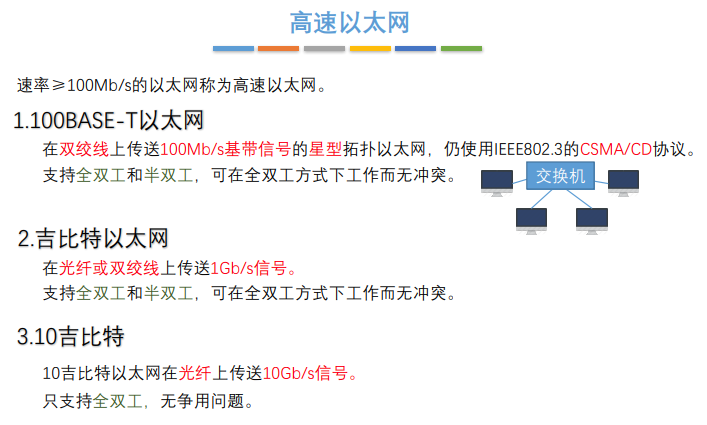 高速以太网
速率≥100Mb/s的以太网称为高速以太网。
1.100BASE-T以太网
在双绞线上传送100Mb/s基带信号的星型拓扑以太网，仍使用IEEE802.3的CSMA/CD协议。
支持全双工和半双工，可在全双工方式下工作而无冲突。
交换机
2.吉比特以太网
在光纤或双绞线上传送1Gb/s信号。
支持全双工和半双工，可在全双工方式下工作而无冲突。
3.10吉比特
10吉比特以太网在光纤上传送10Gb/s信号。
只支持全双工，无争用问题。